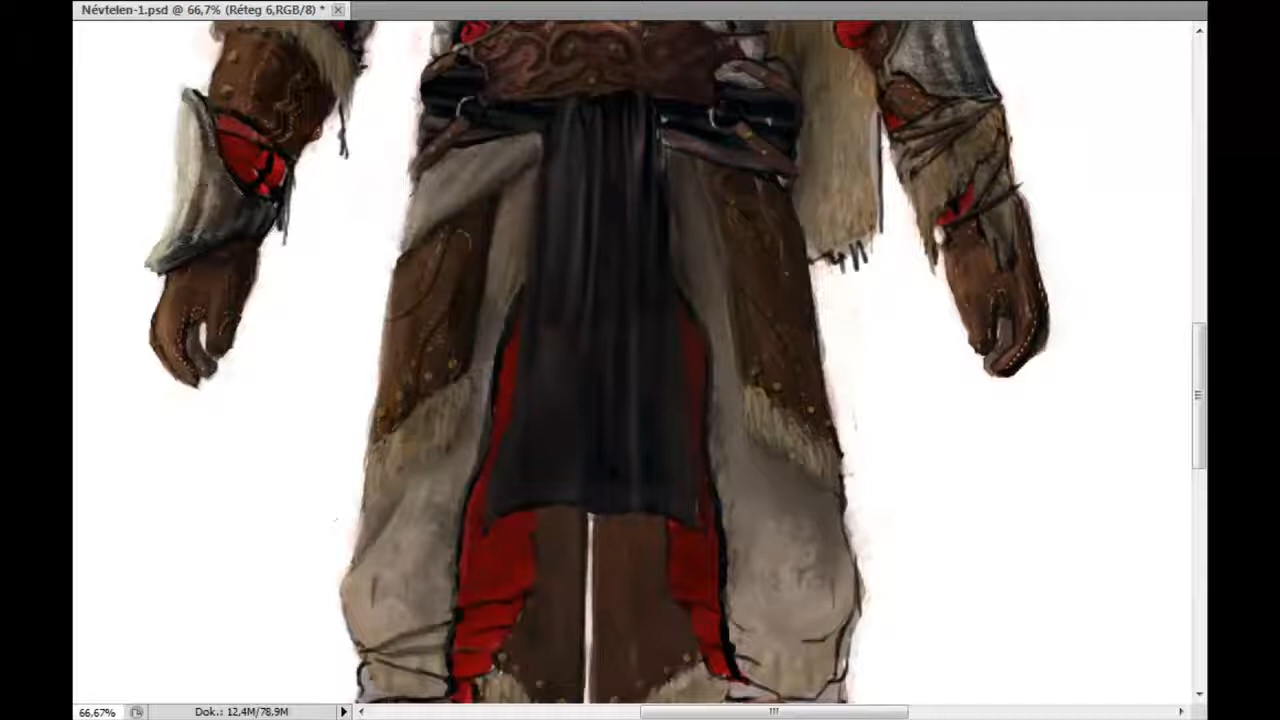 Névtelen-1.psd @ 66,7% (Réteg 6,RGB/8) *
66.67%
Dok.: 12,4M/78,9M